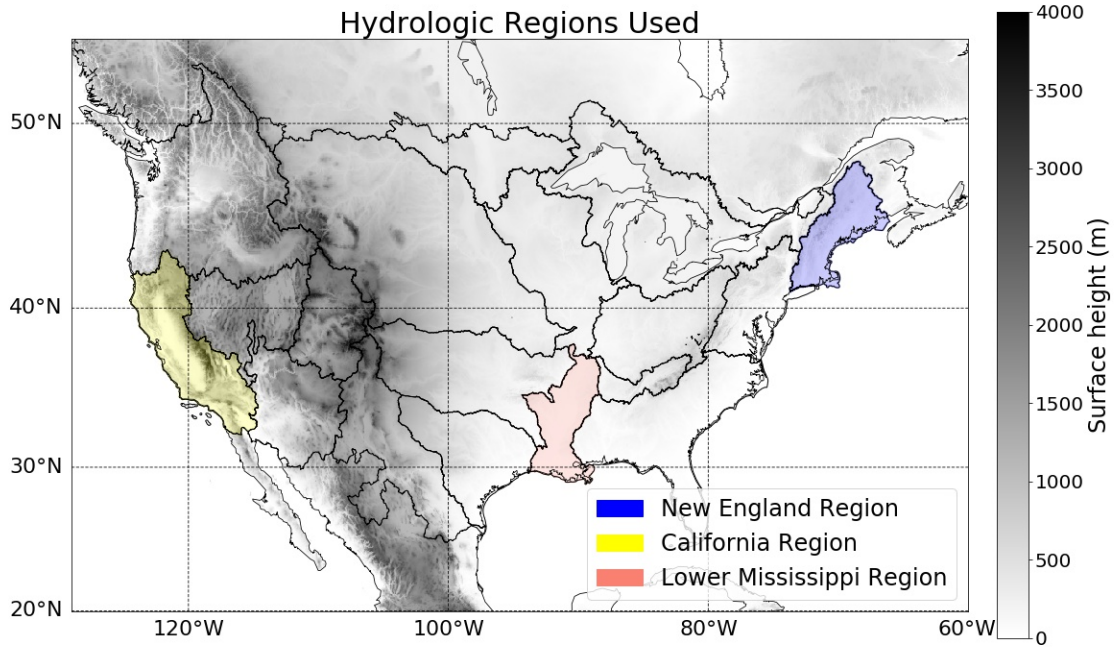 Hydrologic Regions Used
50°N
40°N
30°N
20°N
120°W
100°W
80°W
60°W
New England Region
California Region
Lower Mississippi Region
4000
3500
3000
2500
2000
1500
1000
500
0
Surface height (m)